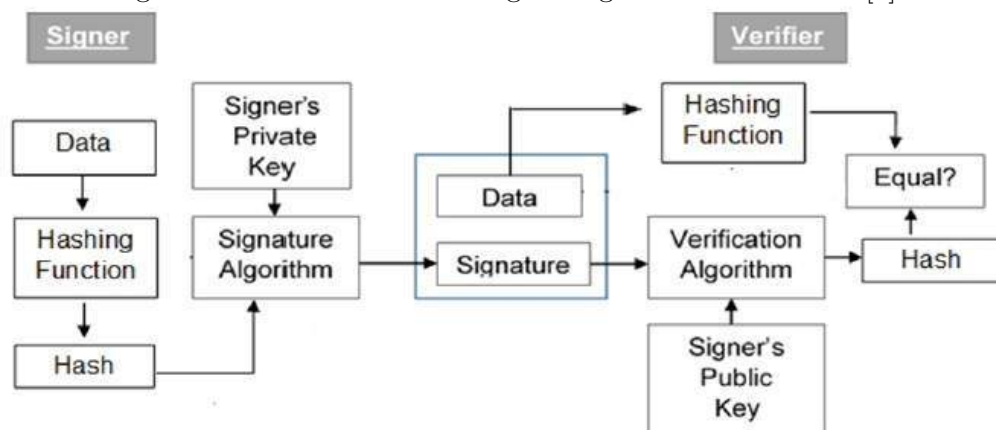 Signer
Verifier
Data
Hashing
Function
Hash
Signer's
Private
Key
Signature
Algorithm
Data
Signature
Hashing
Function
Verification
Algorithm
Signer's
Public
Key
Equal?
Hash